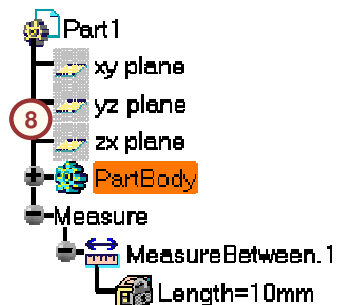 Part1
xy plane
yz plane
8
zx plane
PartBody
Measure
MeasureBetween.1
Length=10mm